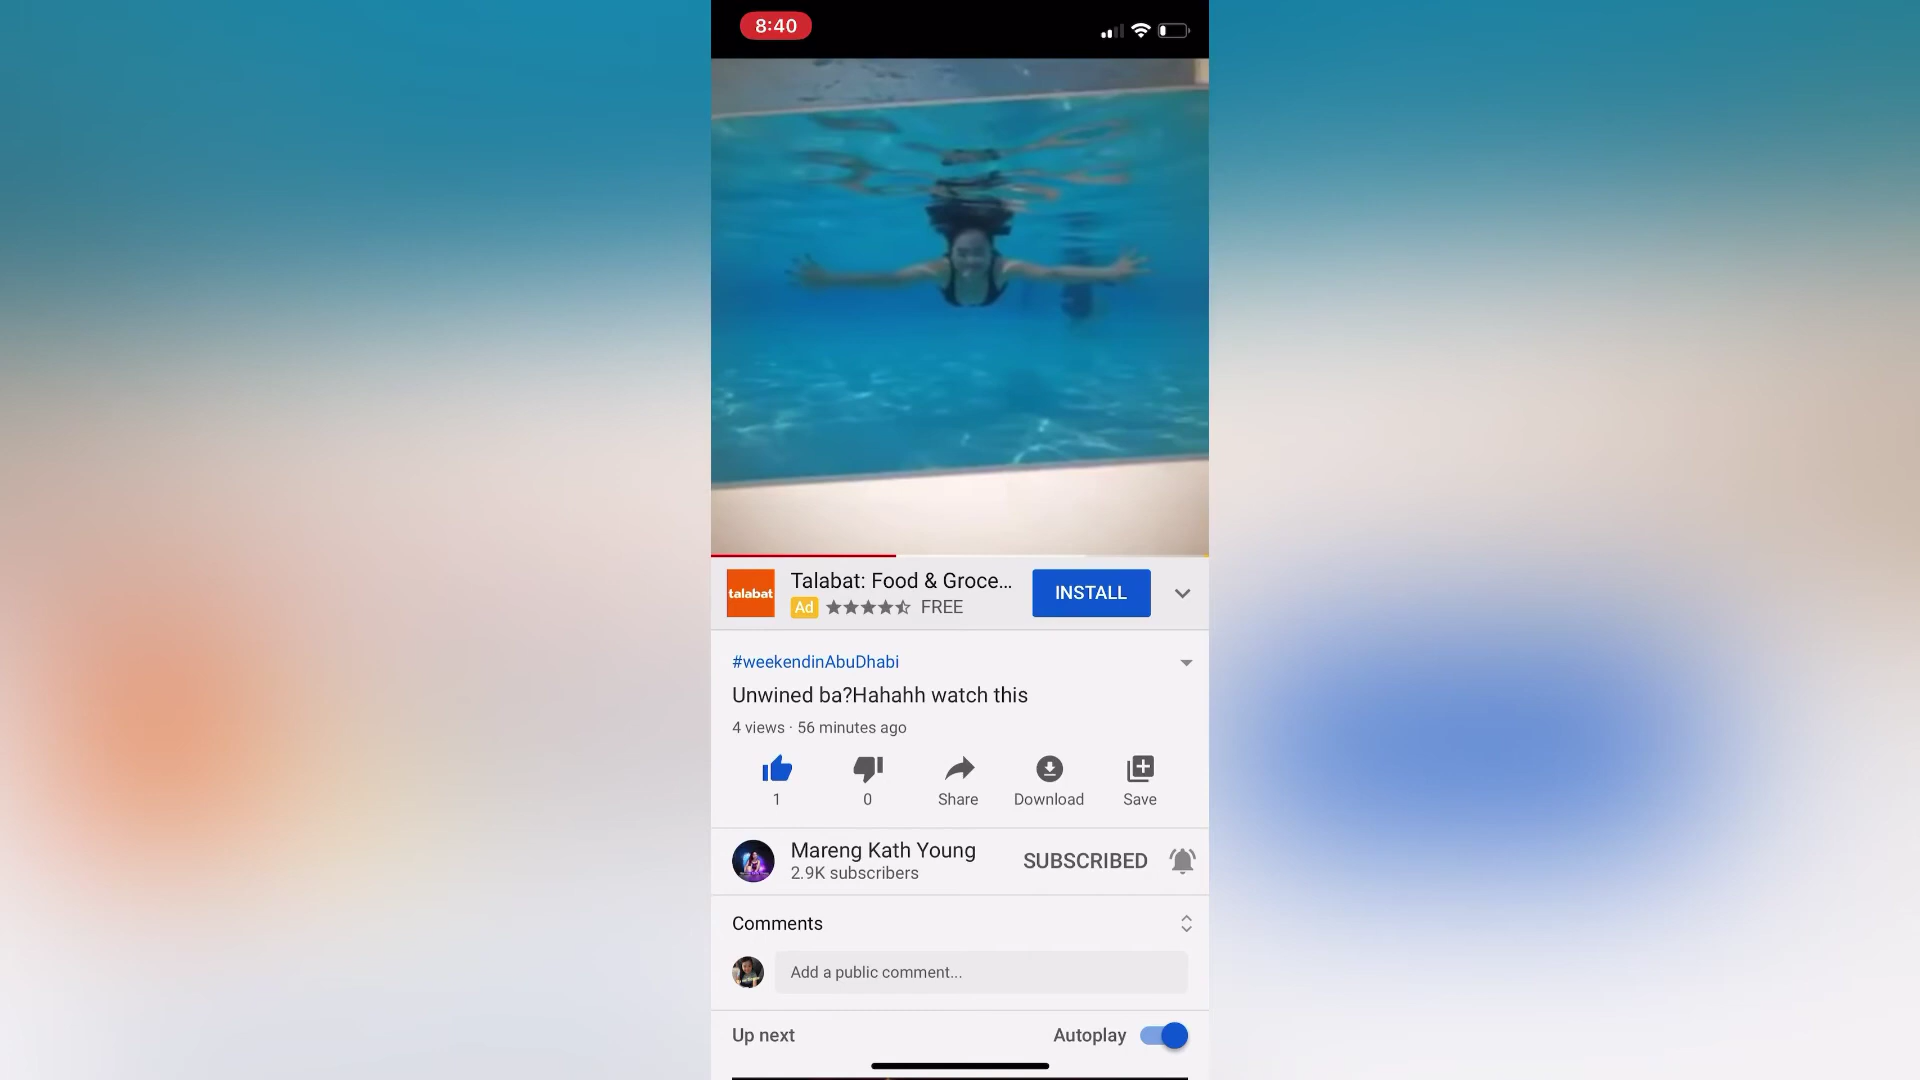 8:40
talabat
Talabat: Food & Groce...
Ad FREE
INSTALL
#weekendinAbuDhabi
Unwined ba?Hahahh watch this
4 views · 56 minutes ago
1
0
Share
Download
Save
Mareng Kath Young
2.9K subscribers
SUBSCRIBED
Comments
Add a public comment...
Up next
Autoplay